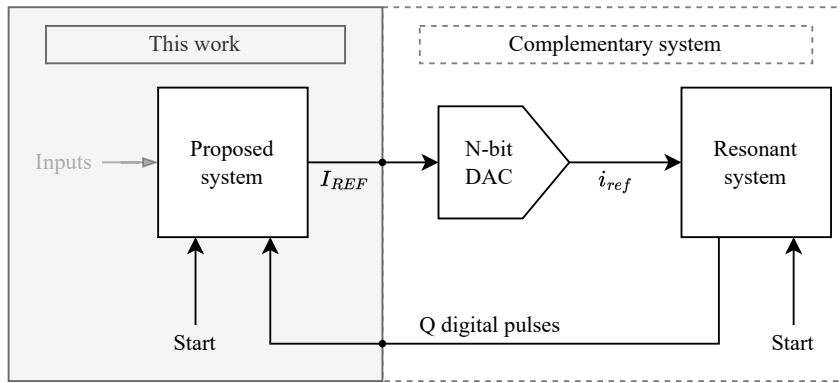 This work
Complementary system
Inputs
Proposed
system
I_REF
N-bit
DAC
i_ref
Resonant
system
Q digital pulses
Start
Start